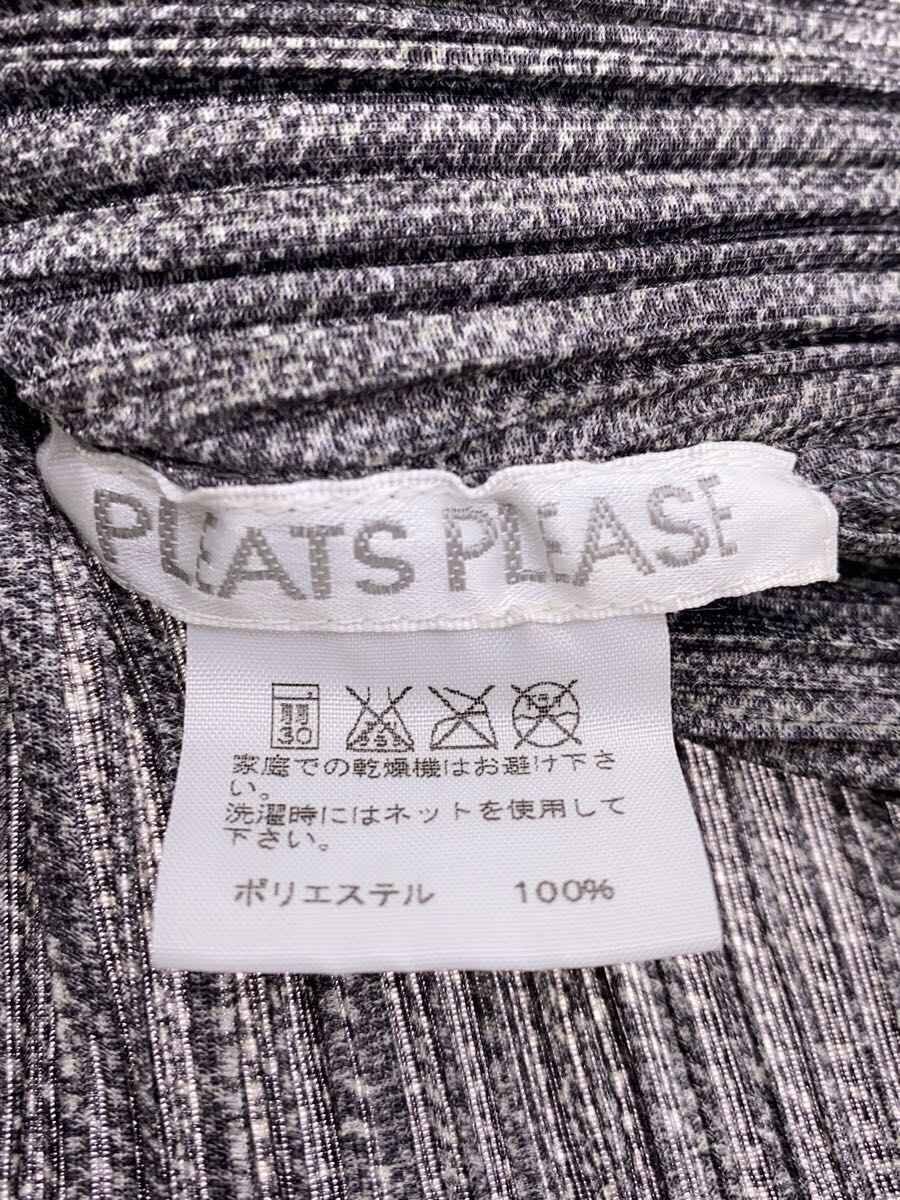 PLEATS PLEASE
弱
30
家庭での乾燥機はお避け下さ
い。
洗濯時にはネットを使用して
下さい。
ポリエステル 100%